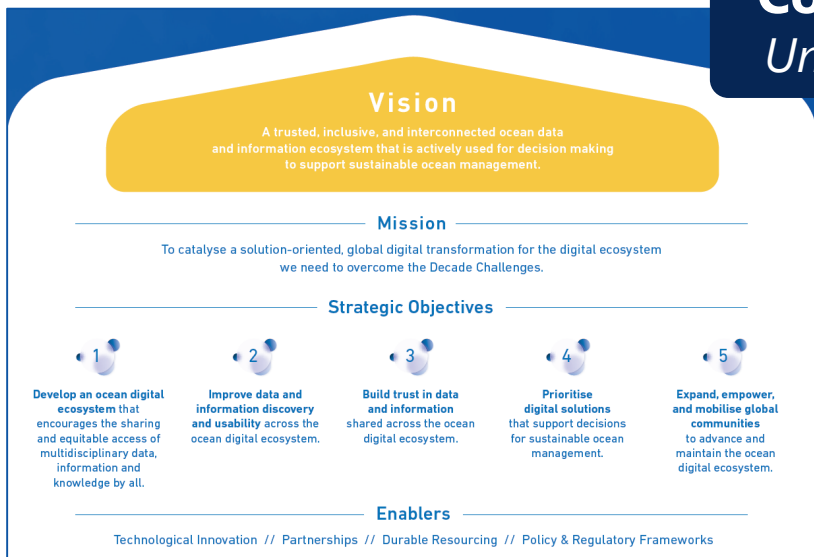 Vision
A trusted, inclusive, and interconnected ocean data
and information ecosystem that is actively used for decision making
to support sustainable ocean management.
Mission
To catalyse a solution-oriented, global digital transformation for the digital ecosystem
we need to overcome the Decade Challenges.
Strategic Objectives
1
Develop an ocean digital
ecosystem that
encourages the sharing
and equitable access of
multidisciplinary data,
information and
knowledge by all.
2
Improve data and
information discovery
and usability across the
ocean digital ecosystem.
3
Build trust in data
and information
shared across the ocean
digital ecosystem.
4
Prioritise
digital solutions
that support decisions
for sustainable ocean
management.
5
Expand, empower,
and mobilise global
communities
to advance and
maintain the ocean
digital ecosystem.
Enablers
Technological Innovation // Partnerships // Durable Resourcing // Policy & Regulatory Frameworks